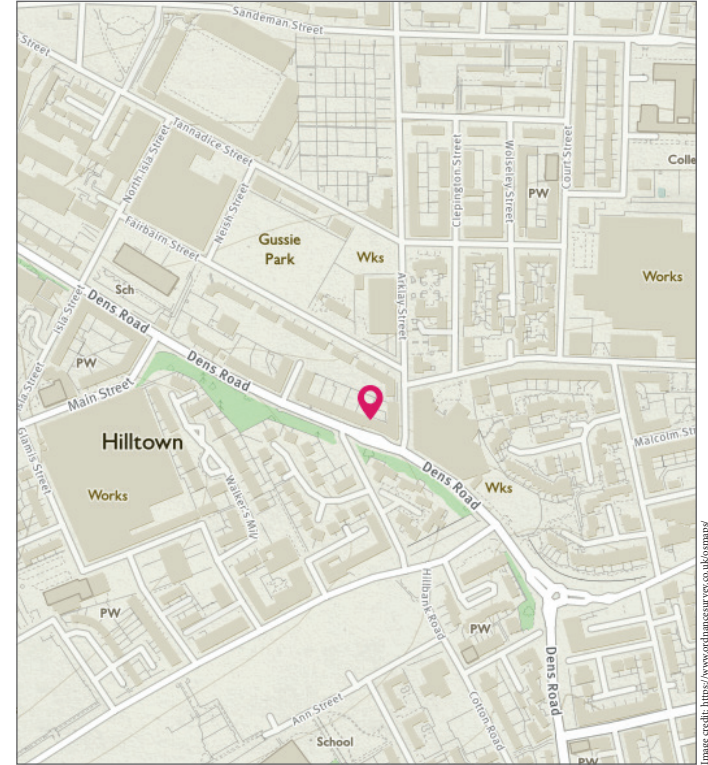 Sandeman Street
Street
Tannadice Street
North Isla Street
Neish Street
Clepington Street
Wolseley Street
Court Street
PW
Colle
Fairbairn Street
Gussie
Park
Wks
Arklay Street
Works
Sch
Isla Street
Dens Road
Dens Road
PW
Main Street
Isla Street
Glamis Street
Hilltown
Works
Walker's Mill
Dens Road
Wks
Malcolm Str
PW
Hillbank Road
PW
Cotton Road
Dens Road
Ann Street
School
PW
Image credit: https://www.ordnancesurvey.co.uk/osmaps/